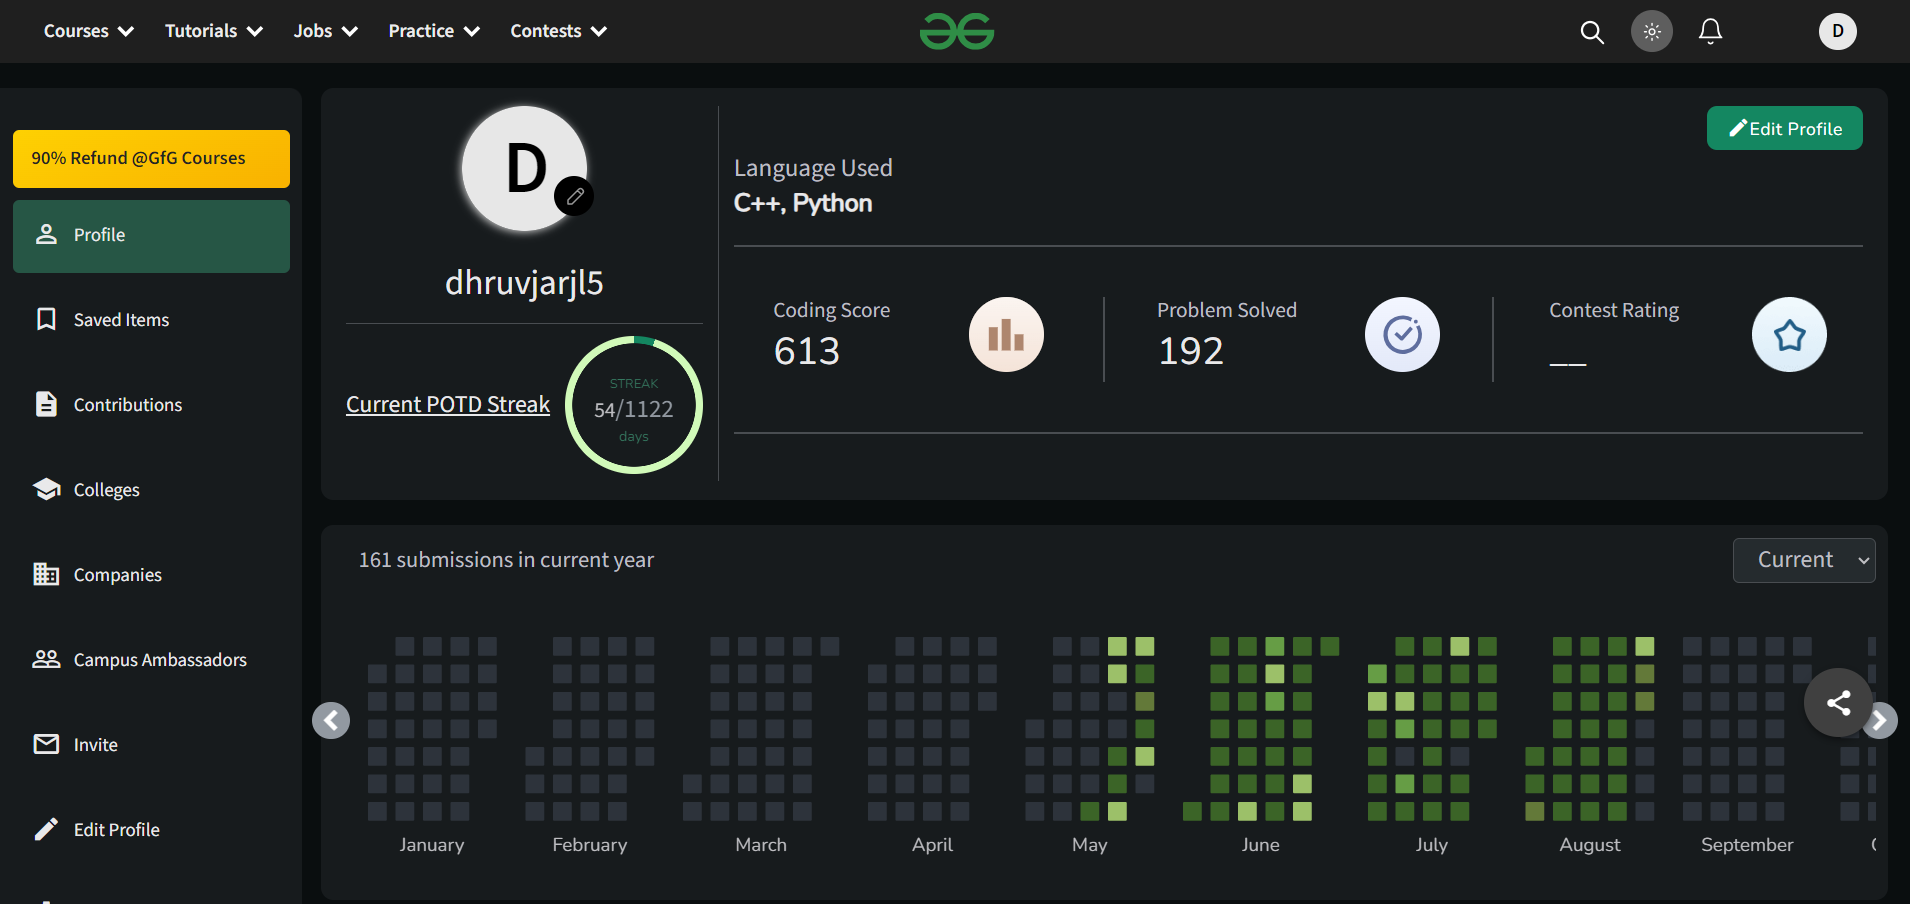 Courses Tutorials Jobs Practice Contests
D
90% Refund @GfG Courses
Profile
Saved Items
Contributions
Colleges
Companies
Campus Ambassadors
Invite
Edit Profile
D
dhruvjarjl5
Current POTD Streak
STREAK
54/1122
days
Edit Profile
Language Used
C++, Python
Coding Score
613
Problem Solved
192
Contest Rating
__
161 submissions in current year
Current
January February March April May June July August September